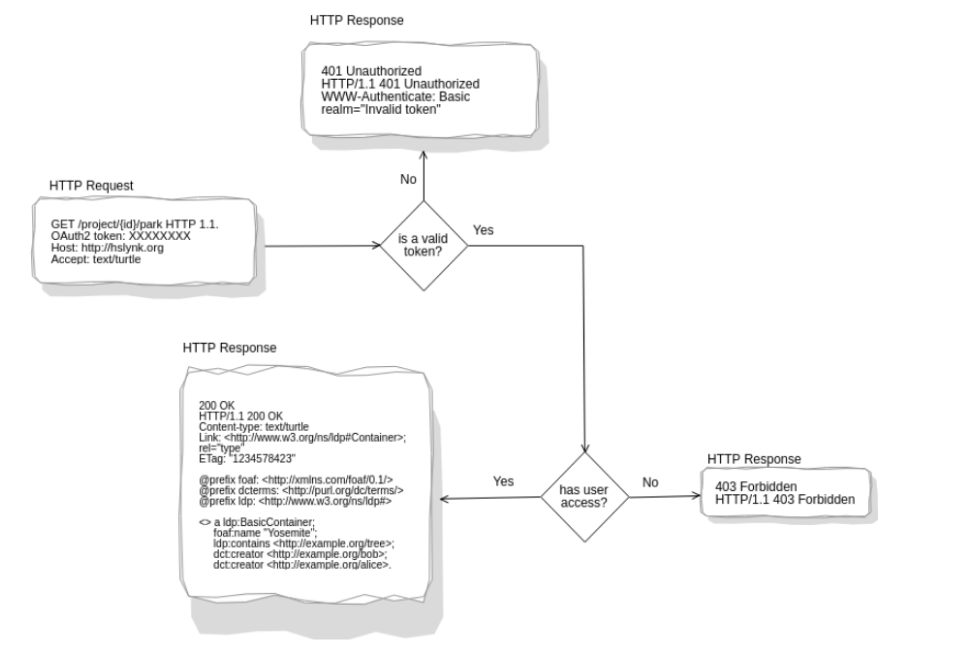 HTTP Response
401 Unauthorized
HTTP/1.1 401 Unauthorized
WWW-Authenticate: Basic
realm="Invalid token"
No
HTTP Request
GET /project/{id}/park HTTP 1.1.
OAuth2 token: XXXXXXXX
Host: http://hslynk.org
Accept: text/turtle
is a valid
token?
Yes
HTTP Response
200 OK
HTTP/1.1 200 OK
Content-type: text/turtle
Link: <http://www.w3.org/ns/ldp#Container>;
rel="type"
ETag: "1234578423"
@prefix foaf: <http://xmlns.com/foaf/0.1/>
@prefix dcterms: <http://purl.org/dc/terms/>
@prefix ldp: <http://www.w3.org/ns/ldp#>
<> a ldp:BasicContainer;
foaf:name "Yosemite";
ldp:contains <http://example.org/tree>;
dct:creator <http://example.org/bob>;
dct:creator <http://example.org/alice>.
Yes
has user
access?
No
HTTP Response
403 Forbidden
HTTP/1.1 403 Forbidden